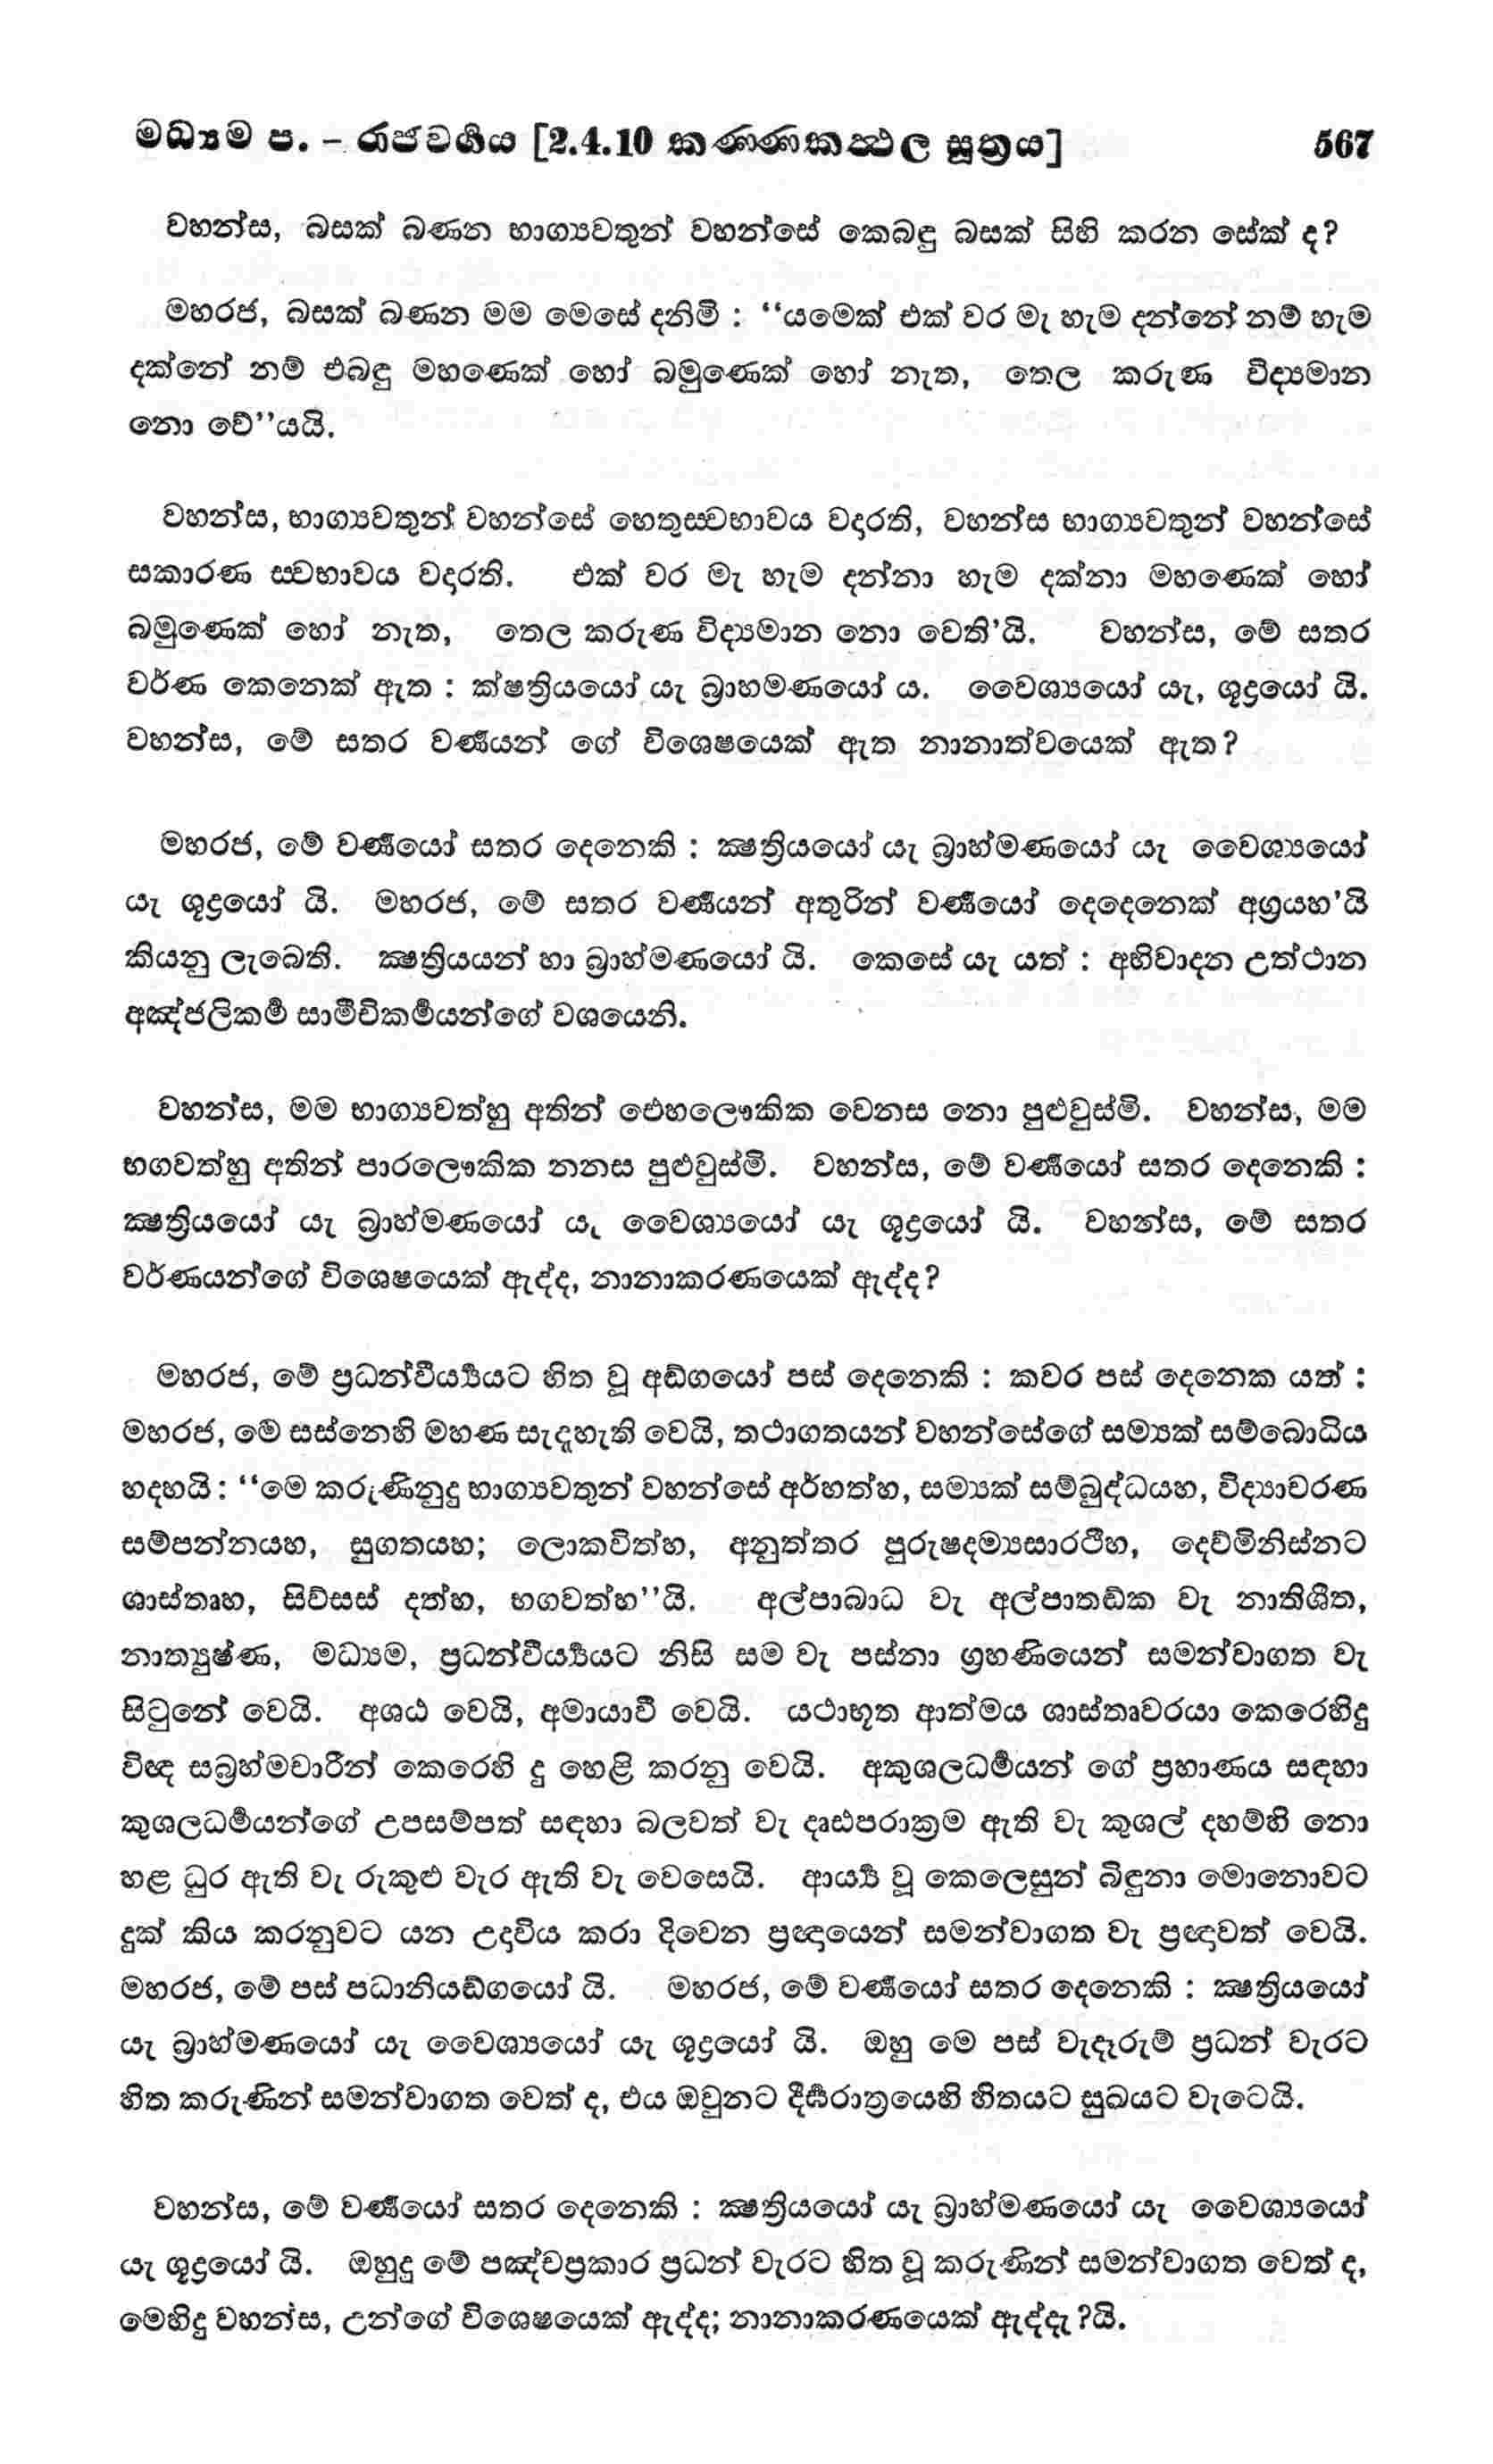 මධ්‍යම ප. – රාජවර්ගය [2.4.10 කණ්ණකත්ථල සූත්‍රය] 567
වහන්ස, බසක් බණන භාග්‍යවතුන් වහන්සේ කෙබඳු බසක් සිහි කරන සේක් ද?
මහරජ, බසක් බණන මම මෙසේ දනිමි : “යමෙක් එක් වර මැ හැම දන්නේ නම් හැම
දක්නේ නම් එබඳු මහණෙක් හෝ බමුණෙක් හෝ නැත, තෙල කරුණ විද්‍යමාන
නො වේ”යයි.
වහන්ස, භාග්‍යවතුන් වහන්සේ හෙතුස්වභාවය වදාරති, වහන්ස භාග්‍යවතුන් වහන්සේ
සකාරණ ස්වභාවය වදාරති. එක් වර මැ හැම දන්නා හැම දක්නා මහණෙක් හෝ
බමුණෙක් හෝ නැත, තෙල කරුණ විද්‍යමාන නො වෙති’යි. වහන්ස, මේ සතර
වර්ණ කෙනෙක් ඇත : ක්ෂත්‍රියයෝ යැ බ්‍රාහමණයෝ ය. වෛශ්‍යයෝ යැ, ශූද්‍රයෝ යි.
වහන්ස, මේ සතර වර්ණයන් ගේ විශෙෂයෙක් ඇත නානාත්වයෙක් ඇත?
මහරජ, මේ වර්ණයෝ සතර දෙනෙකි : ක්‍ෂත්‍රියයෝ යැ බ්‍රාහ්මණයෝ යැ වෛශ්‍යයෝ
යැ ශූද්‍රයෝ යි. මහරජ, මේ සතර වර්ණයන් අතුරින් වර්ණයෝ දෙදෙනෙක් අග්‍රයහ’යි
කියනු ලැබෙති. ක්‍ෂත්‍රියයන් හා බ්‍රාහ්මණයෝ යි. කෙසේ යැ යත් : අභිවාදන උත්ථාන
අඤ්ජලිකර්ම සාමීචිකර්මයන්ගේ වශයෙනි.
වහන්ස, මම භාග්‍යවත්හු අතින් ඓහලෞකික වෙනස නො පුළුවුස්මි. වහන්ස, මම
භගවත්හු අතින් පාරලෞකික නනස පුළුවුස්මි. වහන්ස, මේ වර්ණයෝ සතර දෙනෙකි :
ක්‍ෂත්‍රියයෝ යැ බ්‍රාහ්මණයෝ යැ වෛශ්‍යයෝ යැ ශූද්‍රයෝ යි. වහන්ස, මේ සතර
වර්ණයන්ගේ විශෙෂයෙක් ඇද්ද, නානාකරණයෙක් ඇද්ද?
මහරජ, මේ ප්‍රධන්වීර්‍ය්‍යයට හිත වූ අඞ්ගයෝ පස් දෙනෙකි : කවර පස් දෙනෙක යත් :
මහරජ, මෙ සස්නෙහි මහණ සැදැහැති වෙයි, තථාගතයන් වහන්සේගේ සම්‍යක් සම්බොධිය
හදහයි : “මෙ කරුණිනුදු භාග්‍යවතුන් වහන්සේ අර්හත්හ, සම්‍යක් සම්බුද්ධයහ, විද්‍යාචරණ
සම්පන්නයහ, සුගතයහ; ලොකවිත්හ, අනුත්තර පුරුෂදම්‍යසාරථීහ, දෙව්මිනිස්නට
ශාස්තෘහ, සිව්සස් දත්හ, භගවත්හ”යි. අල්පාබාධ වැ අල්පාතඞ්ක වැ නාතිශීත,
නාත්‍යුෂ්ණ, මධ්‍යම, ප්‍රධන්වීර්‍ය්‍යයට නිසි සම වැ පස්නා ග්‍රහණියෙන් සමන්වාගත වැ
සිටුනේ වෙයි. අශඨ වෙයි, අමායාවී වෙයි. යථාභූත ආත්මය ශාස්තෘවරයා කෙරෙහිදු
විඥ සබ්‍රහ්මචාරීන් කෙරෙහි දු හෙළි කරනු වෙයි. අකුශලධර්මයන් ගේ ප්‍රහාණය සඳහා
කුශලධර්මයන්ගේ උපසම්පත් සඳහා බලවත් වැ දෘඪපරාක්‍රම ඇති වැ කුශල් දහම්හි නො
හළ ධුර ඇති වැ රුකුළු වැර ඇති වැ වෙසෙයි. ආර්‍ය්‍ය වූ කෙලෙසුන් බිඳුනා මොනොවට
දුක් කිය කරනුවට යන උදාවිය කරා දිවෙන ප්‍රඥායෙන් සමන්වාගත වැ ප්‍රඥාවත් වෙයි.
මහරජ, මේ පස් පධානියඞ්ගයෝ යි. මහරජ, මේ වර්ණයෝ සතර දෙනෙකි : ක්‍ෂත්‍රියයෝ
යැ බ්‍රාහ්මණයෝ යැ වෛශ්‍යයෝ යැ ශූද්‍රයෝ යි. ඔහු මෙ පස් වැදෑරුම් ප්‍රධන් වැරට
හිත කරුණින් සමන්වාගත වෙත් ද, එය ඔවුනට දීර්ඝරාත්‍රයෙහි හිතයට සුඛයට වැටෙයි.
වහන්ස, මේ වර්ණයෝ සතර දෙනෙකි : ක්‍ෂත්‍රියයෝ යැ බ්‍රාහ්මණයෝ යැ වෛශ්‍යයෝ
යැ ශූද්‍රයෝ යි. ඔහුදු මේ පඤ්චප්‍රකාර ප්‍රධන් වැරට හිත වූ කරුණින් සමන්වාගත වෙත් ද,
මෙහිදු වහන්ස, උන්ගේ විශෙෂයෙක් ඇද්ද; නානාකරණයෙක් ඇද්දැ?යි.